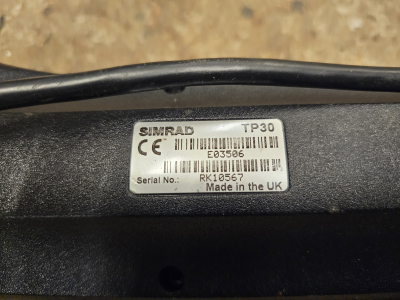 SIMRAD TP30
CE
E03506
Serial No.: RK10567
Made in the UK